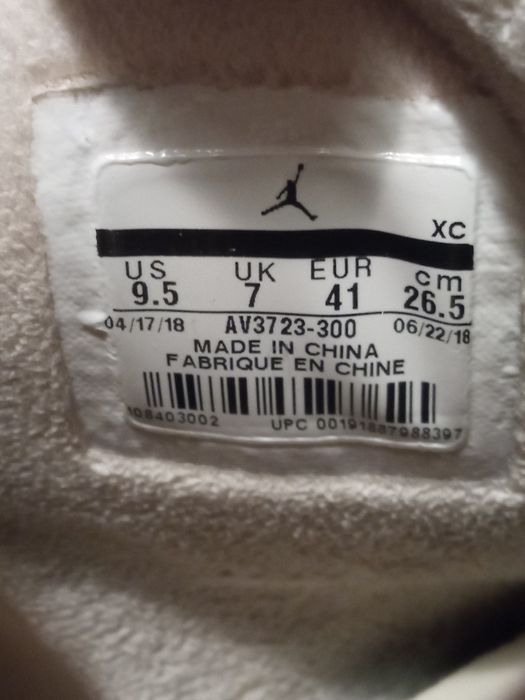 XC
US UK EUR cm
9.5 7 41 26.5
04/17/18 AV3723-300 06/22/18
MADE IN CHINA
FABRIQUE EN CHINE
108403002 UPC 00191887088397